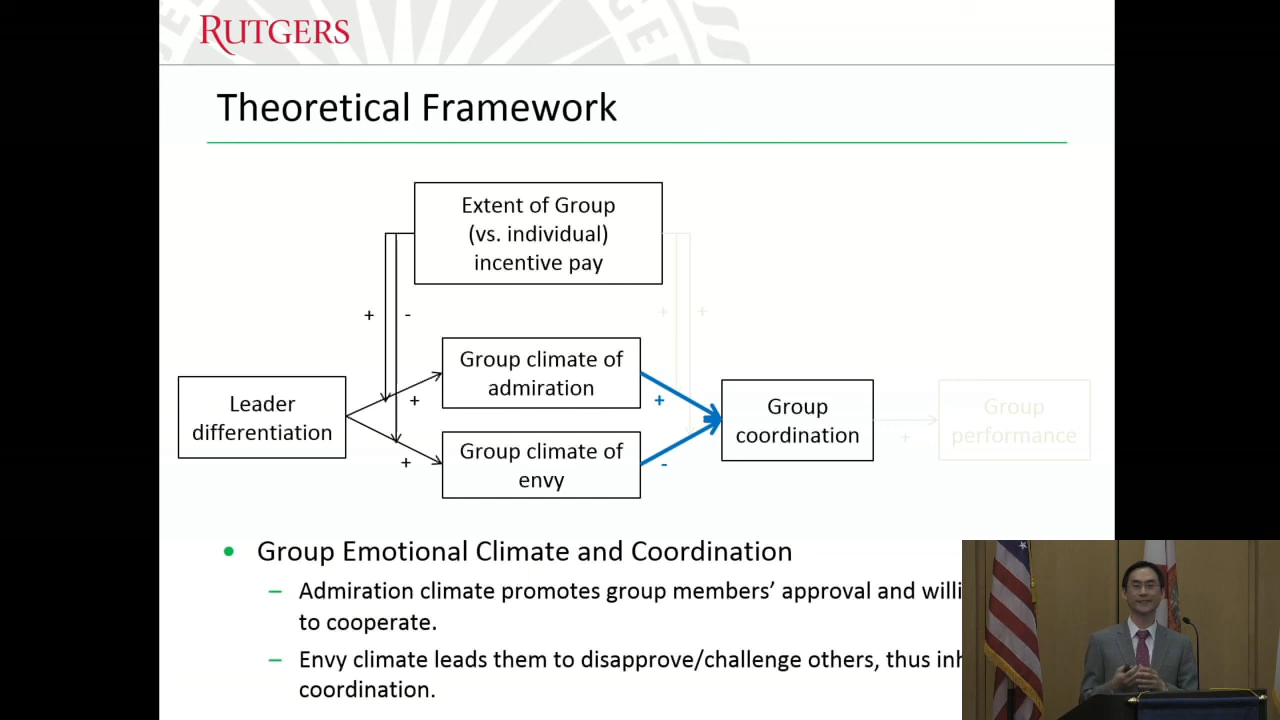 RUTGERS
Theoretical Framework
Extent of Group
(vs. individual)
incentive pay
+ -
+ +
Group climate of
admiration
Leader
differentiation
+
+
Group climate of
envy
+
-
Group
coordination
+
Group
performance
• Group Emotional Climate and Coordination
– Admiration climate promotes group members’ approval and willi
to cooperate.
– Envy climate leads them to disapprove/challenge others, thus inh
coordination.